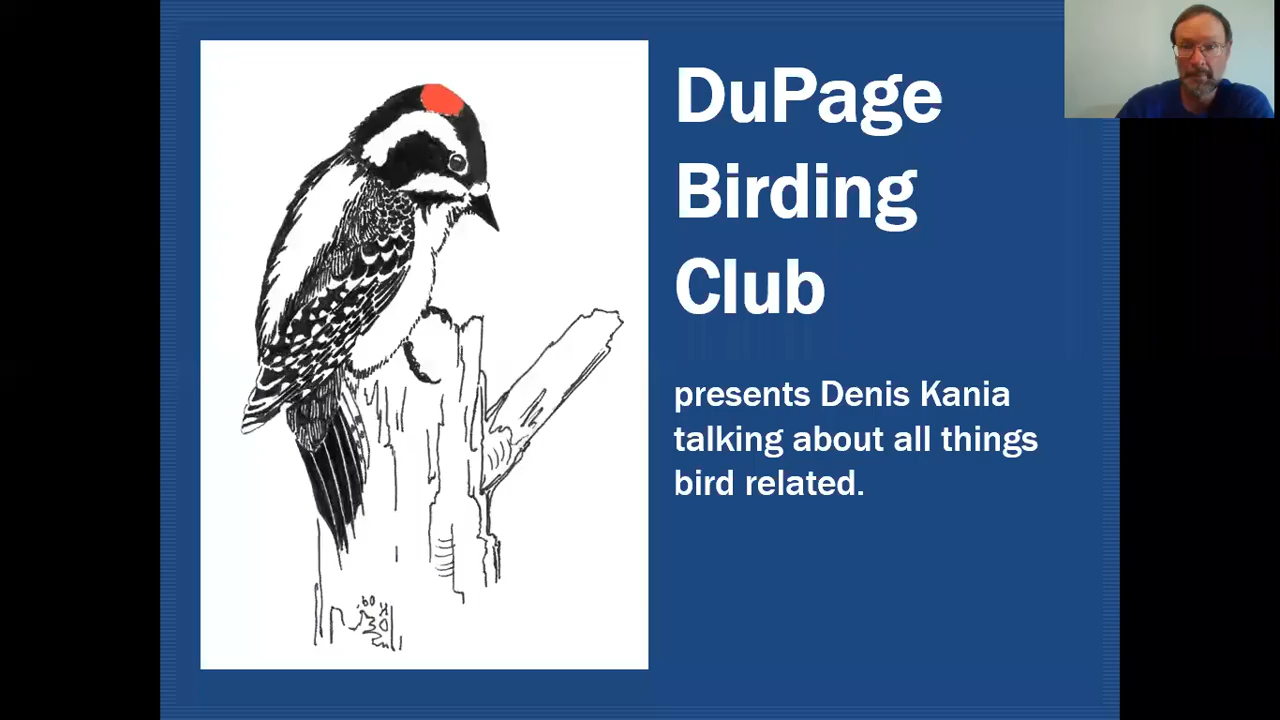 DuPage
Birding
Club
presents Denis Kania
talking about all things
bird related.